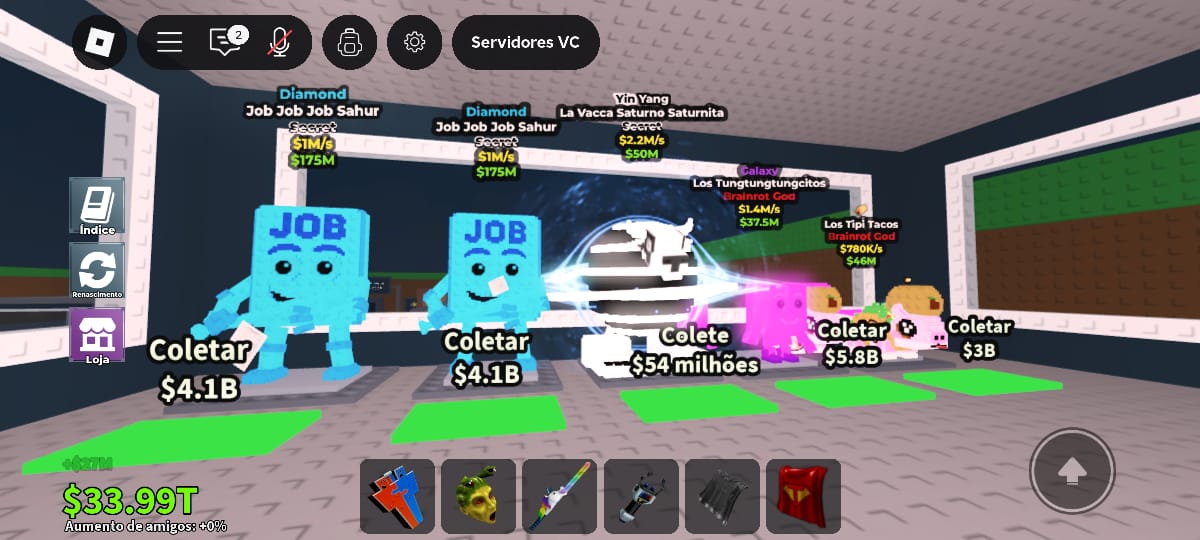 2
Servidores VC
Diamond
Job Job Job Sahur
Secret
$1M/s
$175M
Diamond
Job Job Job Sahur
Secret
$1M/s
$175M
Yin Yang
La Vacca Saturno Saturnita
Secret
$2.2M/s
$50M
Galaxy
Los Tungtungtungcitos
Brainrot God
$1.4M/s
$37.5M
Los Tipi Tacos
Brainrot God
$780K/s
$46M
Índice
Renascimento
Loja
JOB
JOB
Coletar
$4.1B
Coletar
$4.1B
Colete
$54 milhões
Coletar
$5.8B
Coletar
$3B
+$27M
$33.99T
Aumento de amigos: +0%